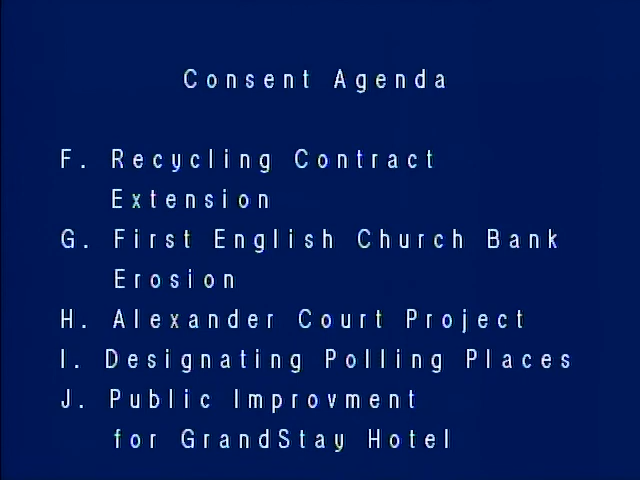 Consent Agenda
F. Recycling Contract
Extension
G. First English Church Bank
Erosion
H. Alexander Court Project
I. Designating Polling Places
J. Public Improvment
for GrandStay Hotel